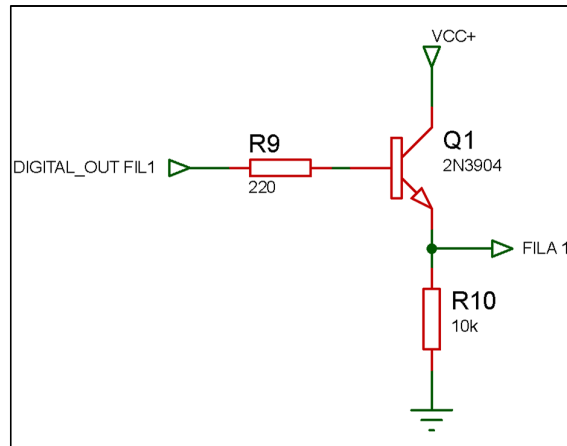 VCC+
R9
Q1
DIGITAL_OUT FIL1
220
2N3904
FILA 1
R10
10k